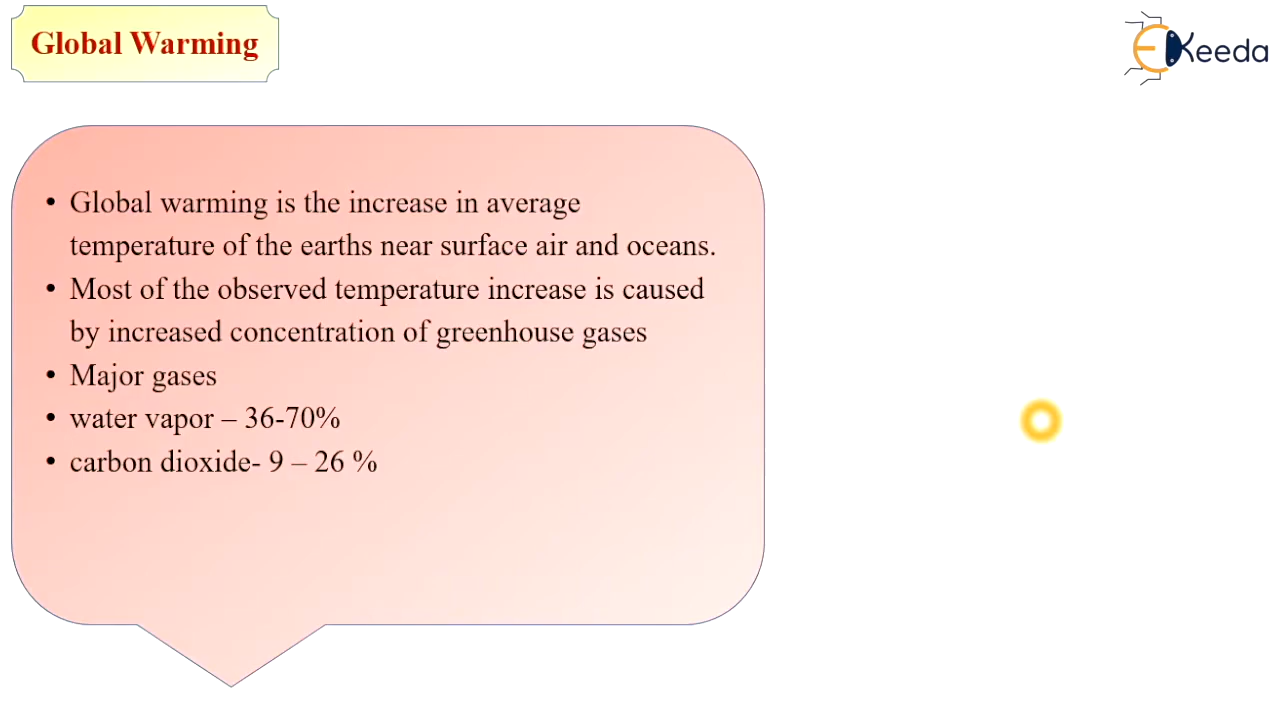 Global Warming
EKeeda
• Global warming is the increase in average
temperature of the earths near surface air and oceans.
• Most of the observed temperature increase is caused
by increased concentration of greenhouse gases
• Major gases
• water vapor – 36-70%
• carbon dioxide- 9 – 26 %